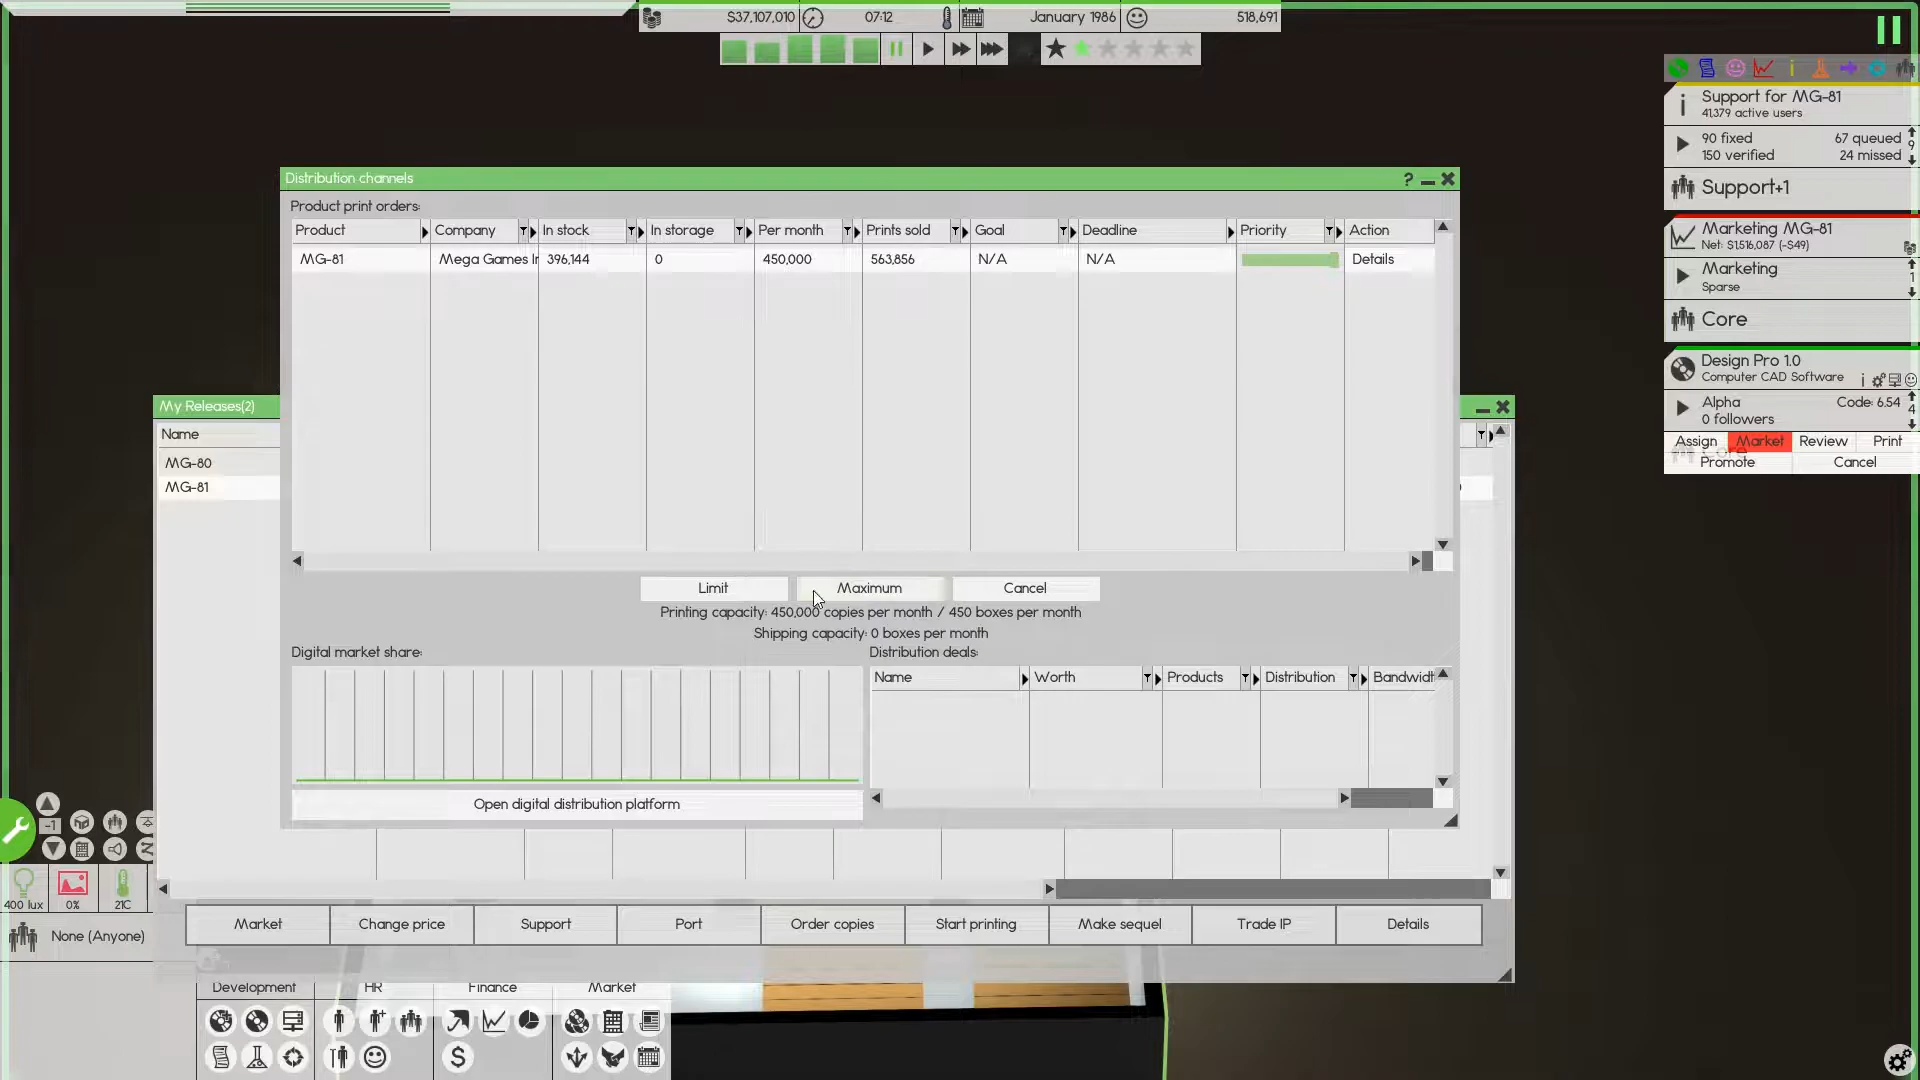 $37,107,010
07:12
January 1986
518,691
Support for MG-81
41,379 active users
90 fixed 67 queued
150 verified 24 missed
9
Support+1
Marketing MG-81
Net: $1,516,087 (-$49)
Marketing
Sparse
1
Core
Design Pro 1.0
Computer CAD Software
Alpha Code: 6.54
0 followers
4
Assign Market Review Print
Promote Cancel
Distribution channels
?
Product print orders:
Product Company In stock In storage Per month Prints sold Goal Deadline Priority Action
MG-81 Mega Games In 396,144 0 450,000 563,856 N/A N/A Details
Limit Maximum Cancel
Printing capacity: 450,000 copies per month / 450 boxes per month
Shipping capacity: 0 boxes per month
Digital market share:
Distribution deals:
Name Worth Products Distribution Bandwidt
Open digital distribution platform
My Releases(2)
Name
MG-80
MG-81
Market Change price Support Port Order copies Start printing Make sequel Trade IP Details
-1
400 lux 0% 21C
None (Anyone)
Development HR Finance Market